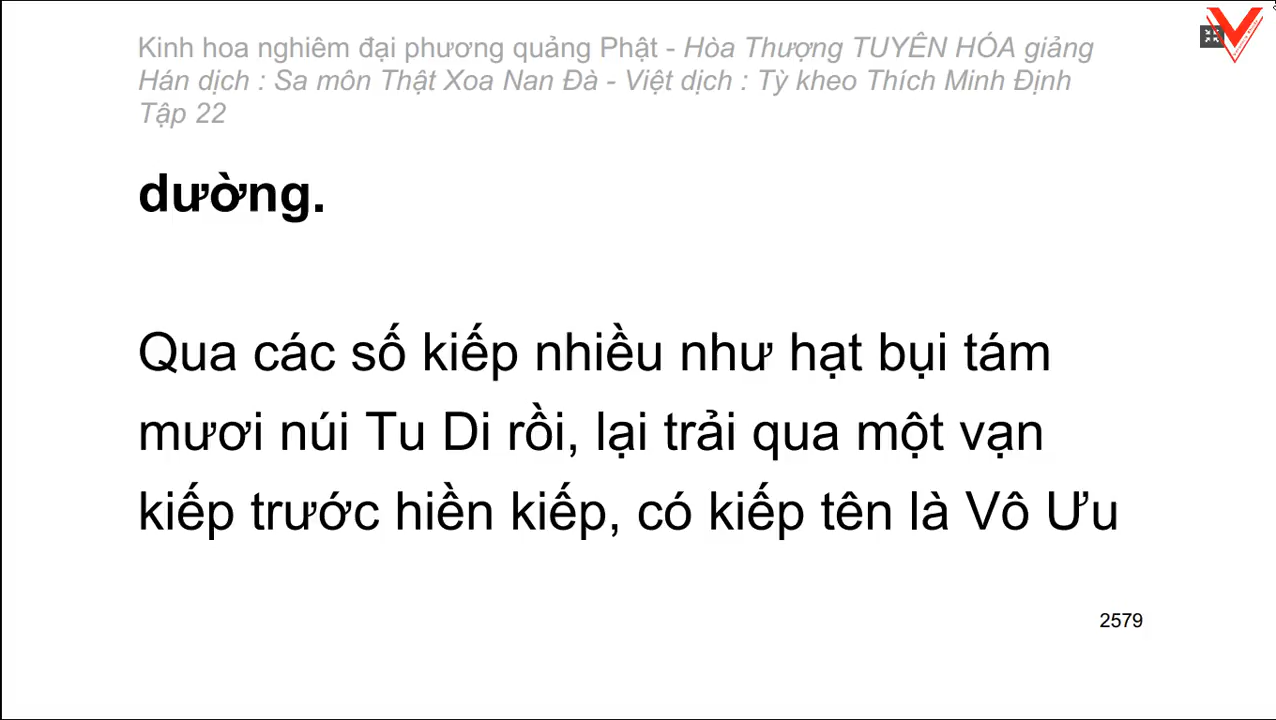 Kinh hoa nghiêm đại phương quảng Phật - Hòa Thượng TUYÊN HÓA giảng
Hán dịch : Sa môn Thật Xoa Nan Đà - Việt dịch : Tỳ kheo Thích Minh Định
Tập 22
dường.
Qua các số kiếp nhiều như hạt bụi tám
mươi núi Tu Di rồi, lại trải qua một vạn
kiếp trước hiền kiếp, có kiếp tên là Vô Ưu
2579